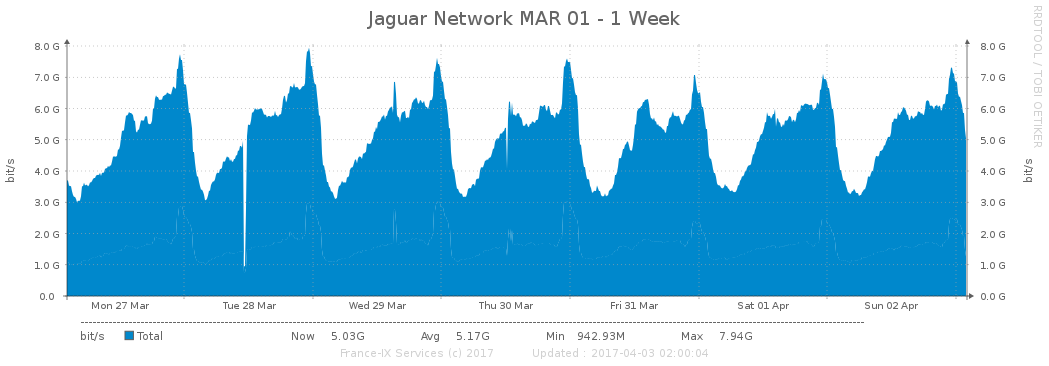 Jaguar Network MAR 01 - 1 Week
RRDTOOL / TOBI OETIKER
bit/s
8.0 G 8.0 G
7.0 G 7.0 G
6.0 G 6.0 G
5.0 G 5.0 G
4.0 G 4.0 G
3.0 G 3.0 G
2.0 G 2.0 G
1.0 G 1.0 G
0.0 0.0 G
bit/s
Mon 27 Mar Tue 28 Mar Wed 29 Mar Thu 30 Mar Fri 31 Mar Sat 01 Apr Sun 02 Apr
bit/s Total Now 5.03G Avg 5.17G Min 942.93M Max 7.94G
France-IX Services (c) 2017 Updated : 2017-04-03 02:00:04